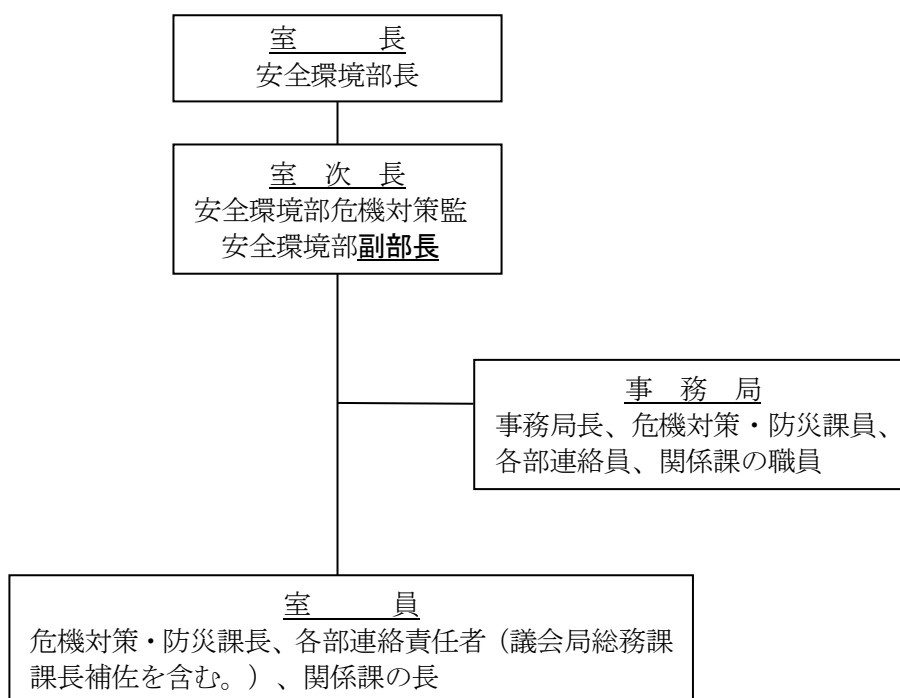 室　　　長
安全環境部長
室　次　長
安全環境部危機対策監
安全環境部副部長
事　務　局
事務局長、危機対策・防災課員、
各部連絡員、関係課の職員
室　　　員
危機対策・防災課長、各部連絡責任者（議会局総務課
課長補佐を含む。）、関係課の長